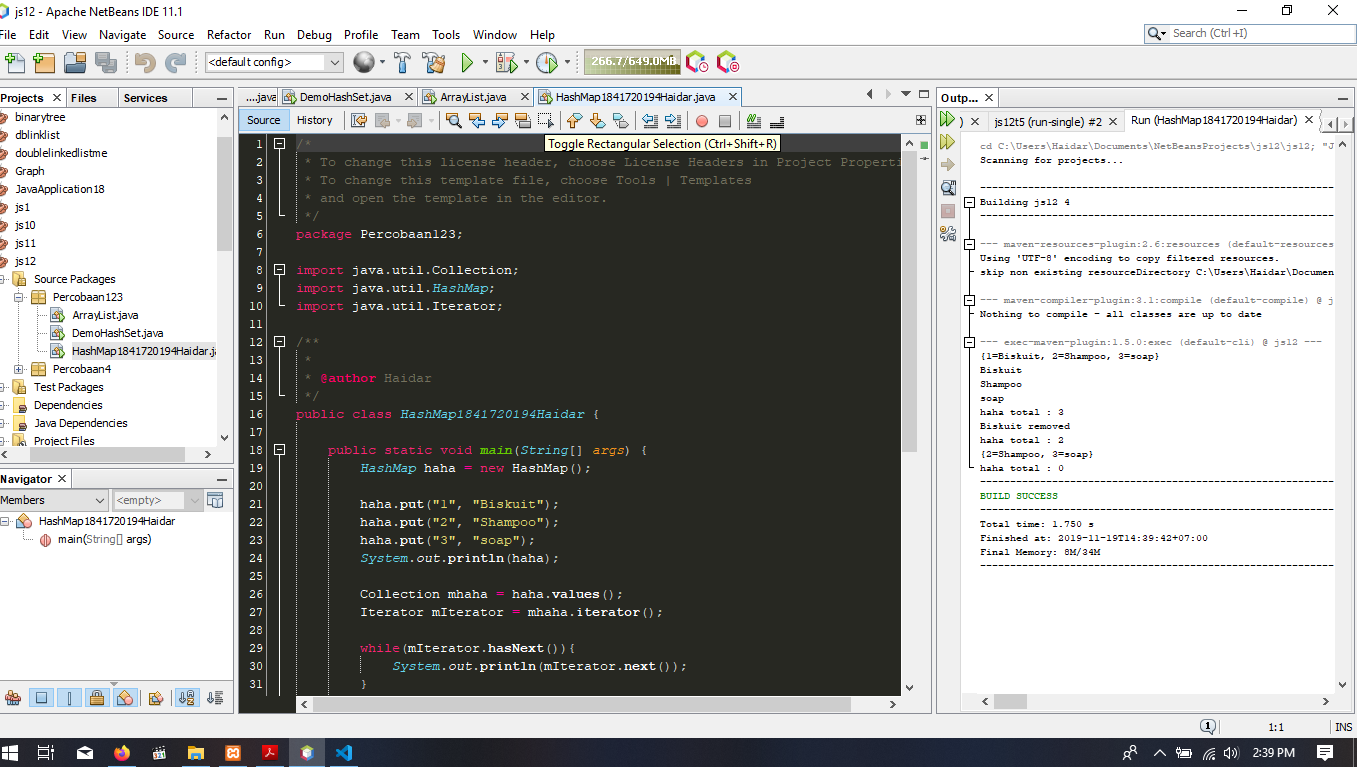 js12 - Apache NetBeans IDE 11.1
File Edit View Navigate Source Refactor Run Debug Profile Team Tools Window Help
Search (Ctrl+I)
<default config>
266.7/649.0MB
Projects Files Services
binarytree
dblinklist
doublelinkedlistme
Graph
JavaApplication18
js1
js10
js11
js12
Source Packages
Percobaan123
ArrayList.java
DemoHashSet.java
HashMap1841720194Haidar.ja
Percobaan4
Test Packages
Dependencies
Java Dependencies
Project Files
Navigator
Members
<empty>
HashMap1841720194Haidar
main(String[] args)
....java DemoHashSet.java ArrayList.java HashMap1841720194Haidar.java
Source History
Toggle Rectangular Selection (Ctrl+Shift+R)
1 /*
2 * To change this license header, choose License Headers in Project Properti
3 * To change this template file, choose Tools | Templates
4 * and open the template in the editor.
5 */
6 package Percobaan123;
7
8 import java.util.Collection;
9 import java.util.HashMap;
10 import java.util.Iterator;
11
12 /**
13 *
14 * @author Haidar
15 */
16 public class HashMap1841720194Haidar {
17
18 public static void main(String[] args) {
19 HashMap haha = new HashMap();
20
21 haha.put("1", "Biskuit");
22 haha.put("2", "Shampoo");
23 haha.put("3", "soap");
24 System.out.println(haha);
25
26 Collection mhaha = haha.values();
27 Iterator mIterator = mhaha.iterator();
28
29 while(mIterator.hasNext()){
30 System.out.println(mIterator.next());
31 }
Outp...
) js12t5 (run-single) #2 Run (HashMap1841720194Haidar)
cd C:\Users\Haidar\Documents\NetBeansProjects\js12\js12; "J
Scanning for projects...
Building js12 4
--- maven-resources-plugin:2.6:resources (default-resources
Using 'UTF-8' encoding to copy filtered resources.
skip non existing resourceDirectory C:\Users\Haidar\Documen
--- maven-compiler-plugin:3.1:compile (default-compile) @ j
Nothing to compile - all classes are up to date
--- exec-maven-plugin:1.5.0:exec (default-cli) @ js12 ---
{1=Biskuit, 2=Shampoo, 3=soap}
Biskuit
Shampoo
soap
haha total : 3
Biskuit removed
haha total : 2
{2=Shampoo, 3=soap}
haha total : 0
BUILD SUCCESS
Total time: 1.750 s
Finished at: 2019-11-19T14:39:42+07:00
Final Memory: 8M/34M
1 1:1 INS
2:39 PM